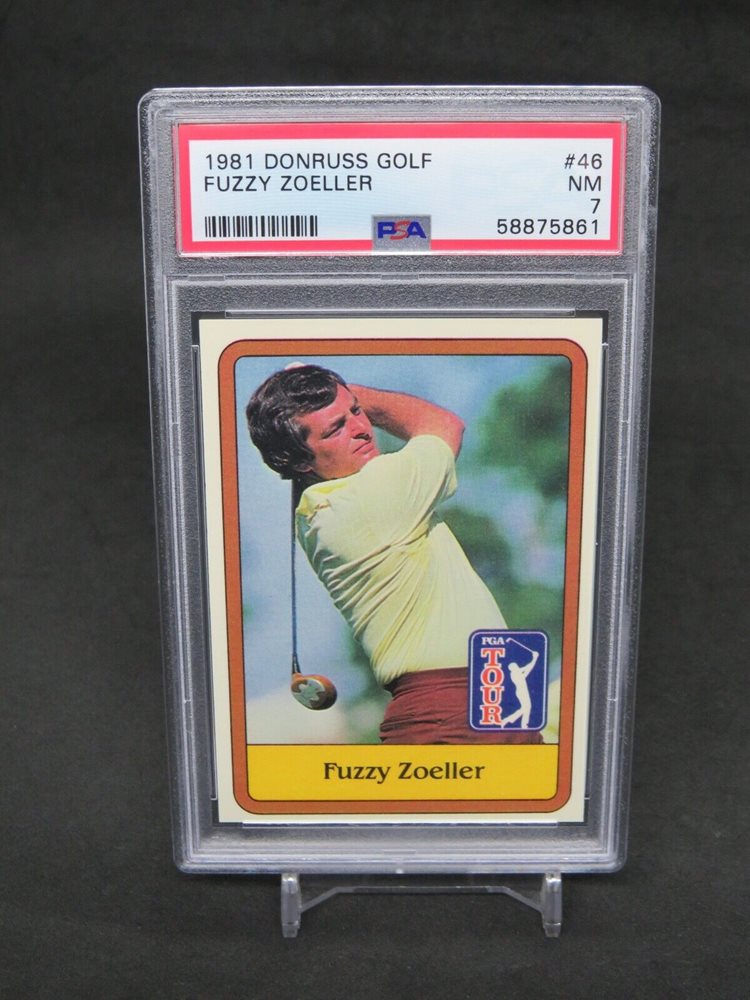 1981 DONRUSS GOLF #46
FUZZY ZOELLER NM
7
PSA 58875861
PGA
TOUR
Fuzzy Zoeller